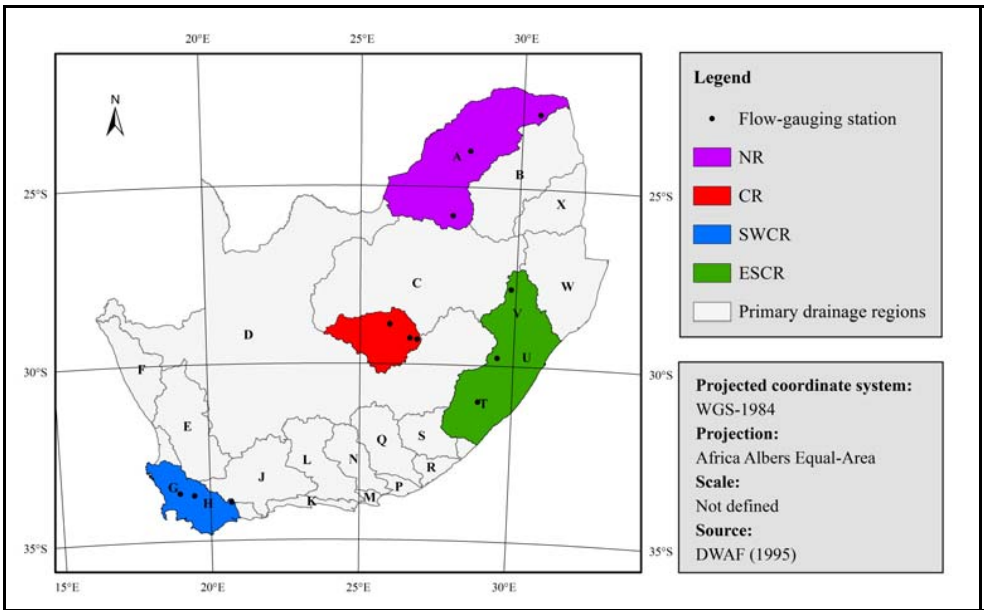 20°E
25°E
30°E
N
25°S
25°S
30°S
30°S
35°S
35°S
15°E
20°E
25°E
30°E
A
B
X
C
W
V
D
U
F
T
E
S
Q
L
N
R
J
P
G
H
K
M
Legend
Flow-gauging station
NR
CR
SWCR
ESCR
Primary drainage regions
Projected coordinate system:
WGS-1984
Projection:
Africa Albers Equal-Area
Scale:
Not defined
Source:
DWAF (1995)